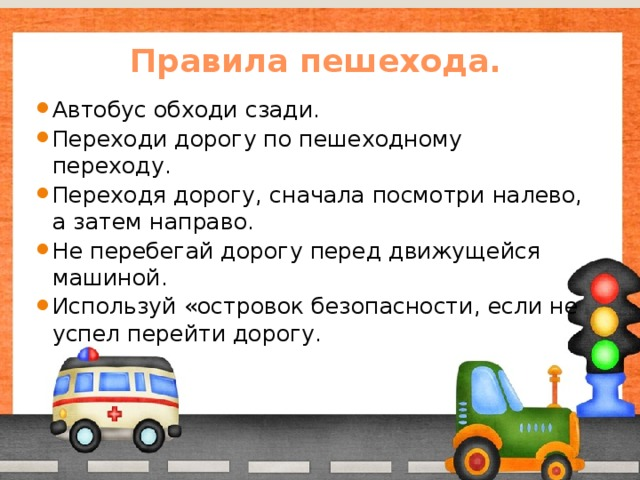 Правила пешехода.
Автобус обходи сзади.
Переходи дорогу по пешеходному
переходу.
Переходя дорогу, сначала посмотри налево,
а затем направо.
Не перебегай дорогу перед движущейся
машиной.
Используй «островок безопасности, если не
успел перейти дорогу.